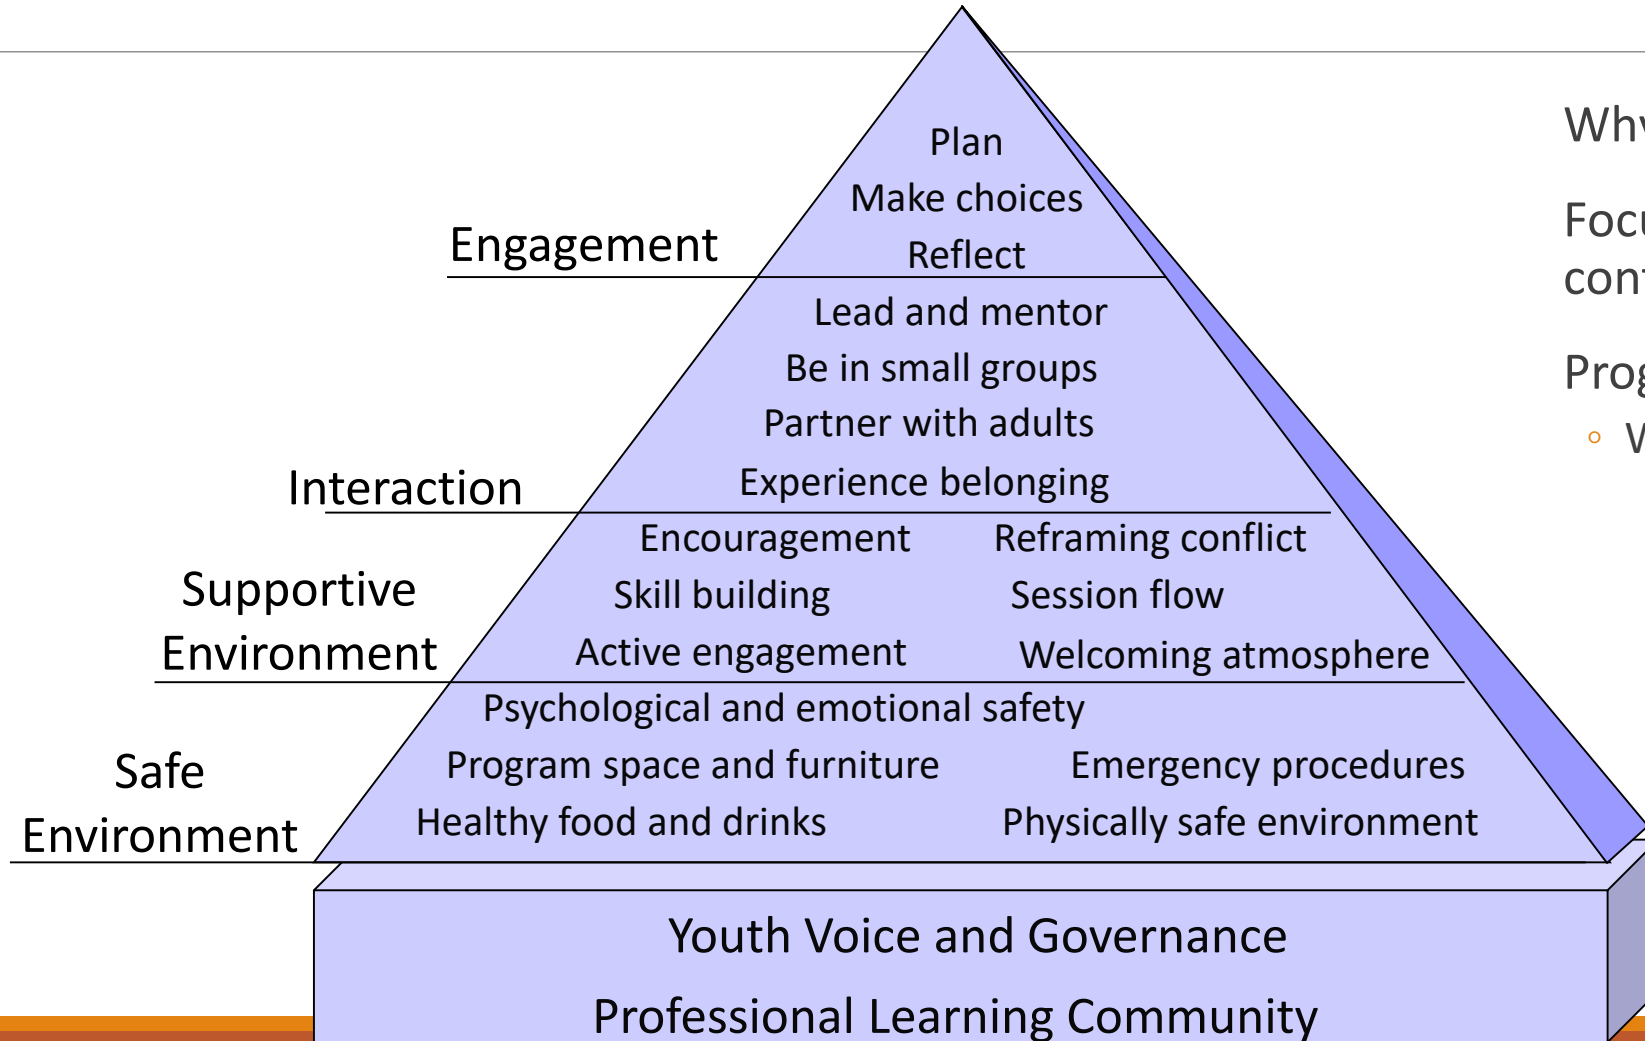 Plan
Make choices
Engagement
Reflect
Lead and mentor
Be in small groups
Partner with adults
Interaction
Experience belonging
Encouragement Reframing conflict
Supportive
Environment
Skill building Session flow
Active engagement Welcoming atmosphere
Psychological and emotional safety
Safe
Environment
Program space and furniture Emergency procedures
Healthy food and drinks Physically safe environment
Youth Voice and Governance
Professional Learning Community